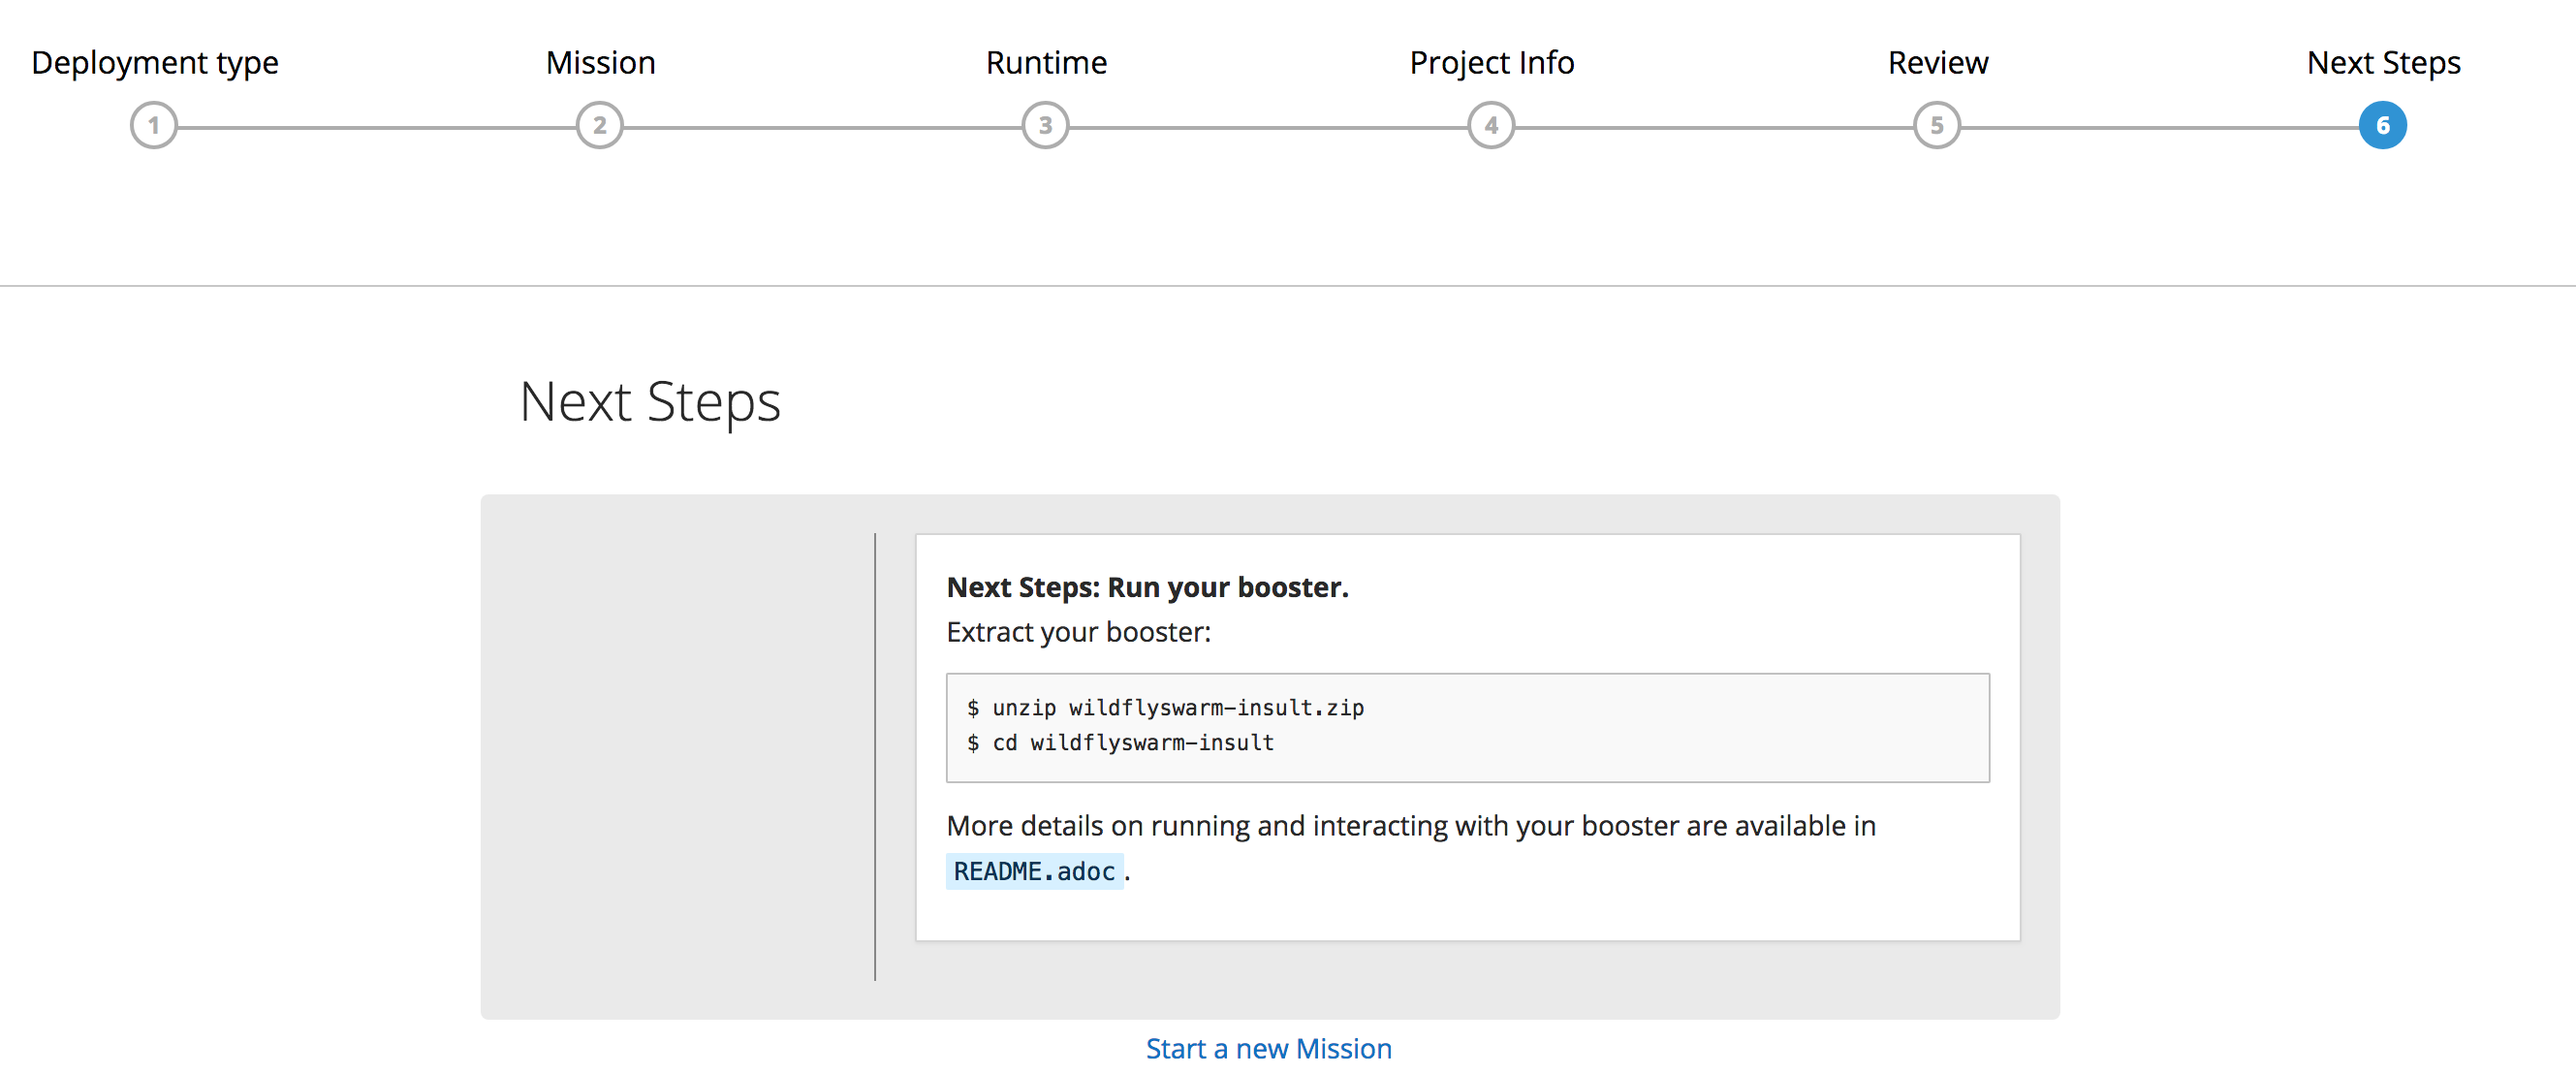 Deployment type Mission Runtime Project Info Review Next Steps
1 2 3 4 5 6
Next Steps
Next Steps: Run your booster.
Extract your booster:
$ unzip wildflyswarm-insult.zip
$ cd wildflyswarm-insult
More details on running and interacting with your booster are available in
README.adoc.
Start a new Mission